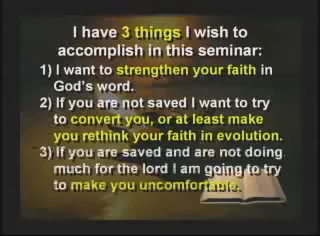 I have 3 things I wish to
accomplish in this seminar:
1) I want to strengthen your faith in
God's word.
2) If you are not saved I want to try
to convert you, or at least make
you rethink your faith in evolution.
3) If you are saved and are not doing
much for the lord I am going to try
to make you uncomfortable.